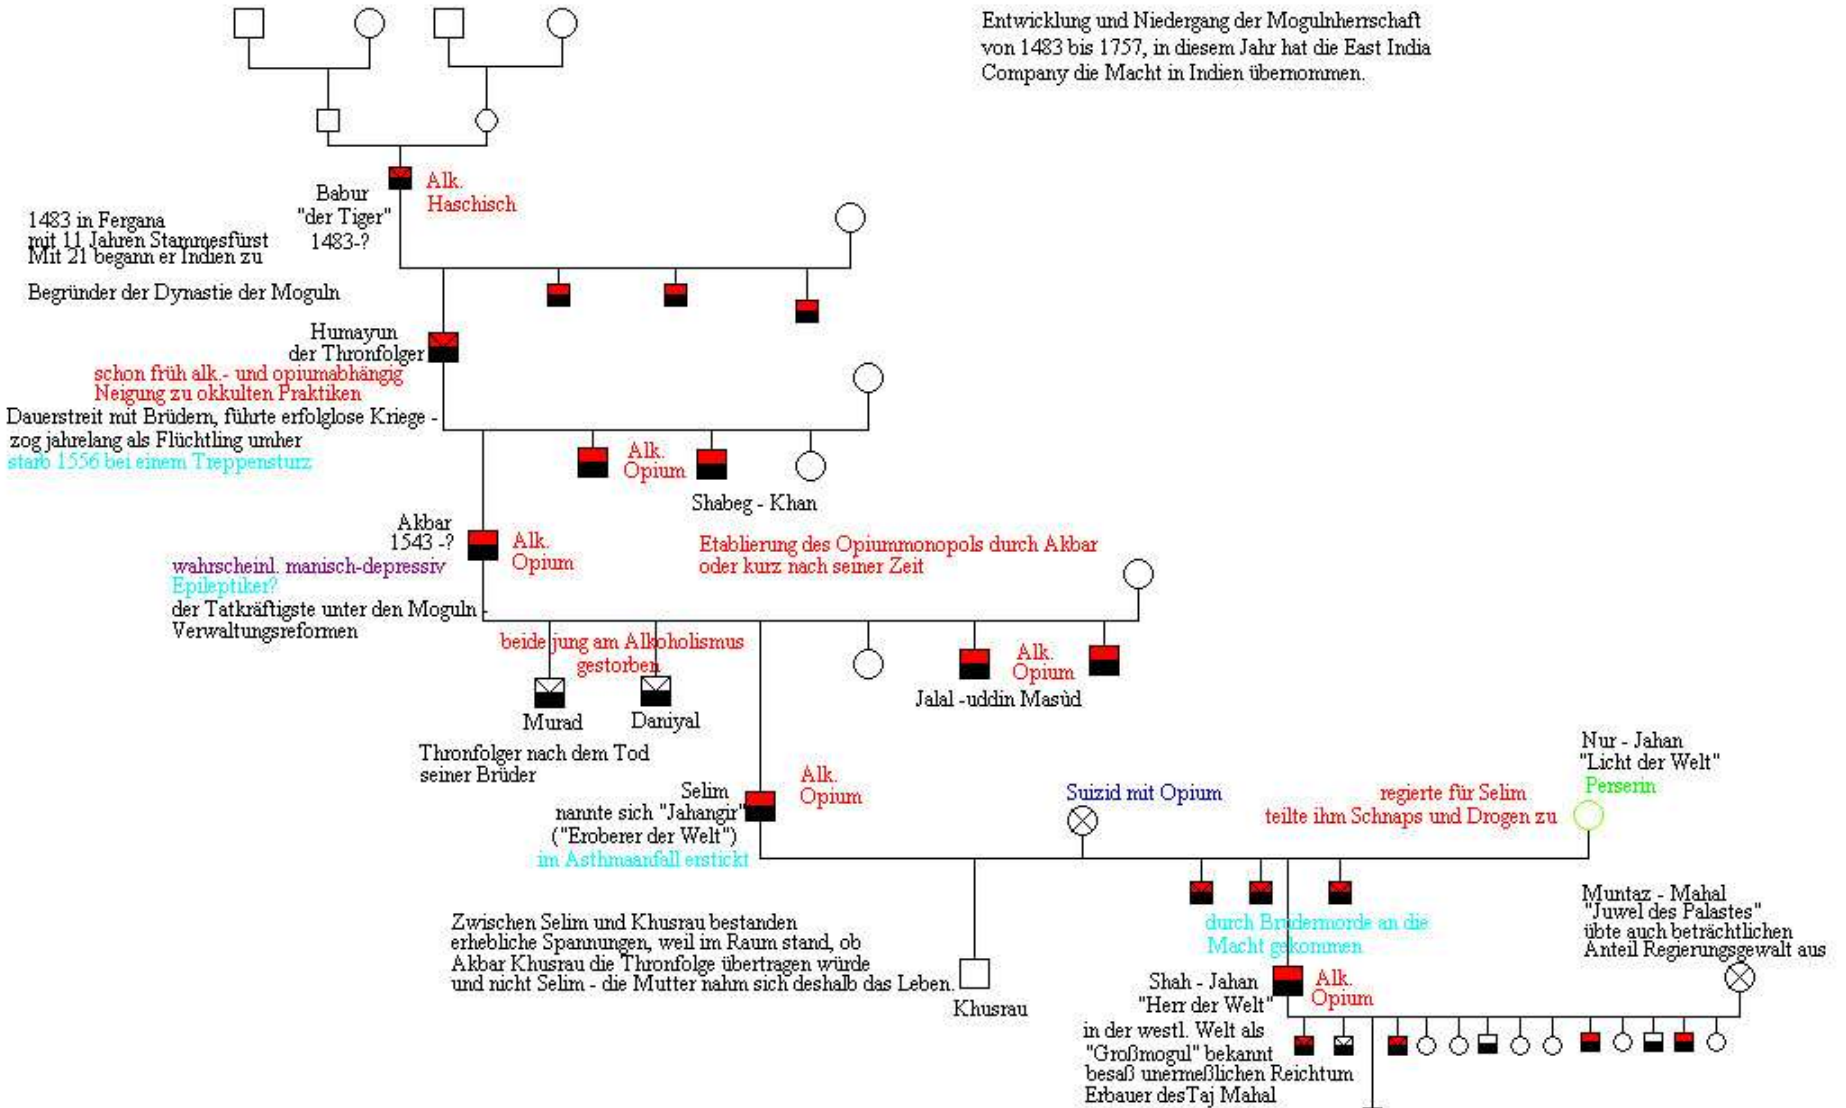 Entwicklung und Niedergang der Mogulnherrschaft
von 1483 bis 1757, in diesem Jahr hat die East India
Company die Macht in Indien übernommen.
Alk.
Haschisch
Babur
"der Tiger"
1483-?
1483 in Fergana
mit 11 Jahren Stammesfürst
Mit 21 begann er Indien zu
Begründer der Dynastie der Moguln
Humayun
der Thronfolger
schon früh alk.- und opiumabhängig
Neigung zu okkulten Praktiken
Dauerstreit mit Brüdern, führte erfolglose Kriege -
zog jahrelang als Flüchtling umher
starb 1556 bei einem Treppensturz
Alk.
Opium
Shabeg - Khan
Akbar
1543 -?
Alk.
Opium
Etablierung des Opiummonopols durch Akbar
oder kurz nach seiner Zeit
wahrscheinl. manisch-depressiv
Epileptiker?
der Tatkräftigste unter den Moguln -
Verwaltungsreformen
beide jung am Alkoholismus
gestorben
Alk.
Opium
Jalal -uddin Masùd
Murad
Daniyal
Thronfolger nach dem Tod
seiner Brüder
Selim
nannte sich "Jahangir"
("Eroberer der Welt")
im Asthmaanfall erstickt
Alk.
Opium
Suizid mit Opium
regierte für Selim
teilte ihm Schnaps und Drogen zu
Nur - Jahan
"Licht der Welt"
Perserin
Zwischen Selim und Khusrau bestanden
erhebliche Spannungen, weil im Raum stand, ob
Akbar Khusrau die Thronfolge übertragen würde
und nicht Selim - die Mutter nahm sich deshalb das Leben.
Khusrau
durch Brudermorde an die
Macht gekommen
Muntaz - Mahal
"Juwel des Palastes"
übte auch beträchtlichen
Anteil Regierungsgewalt aus
Shah - Jahan
"Herr der Welt"
Alk.
Opium
in der westl. Welt als
"Großmogul" bekannt
besaß unermeßlichen Reichtum
Erbauer desTaj Mahal